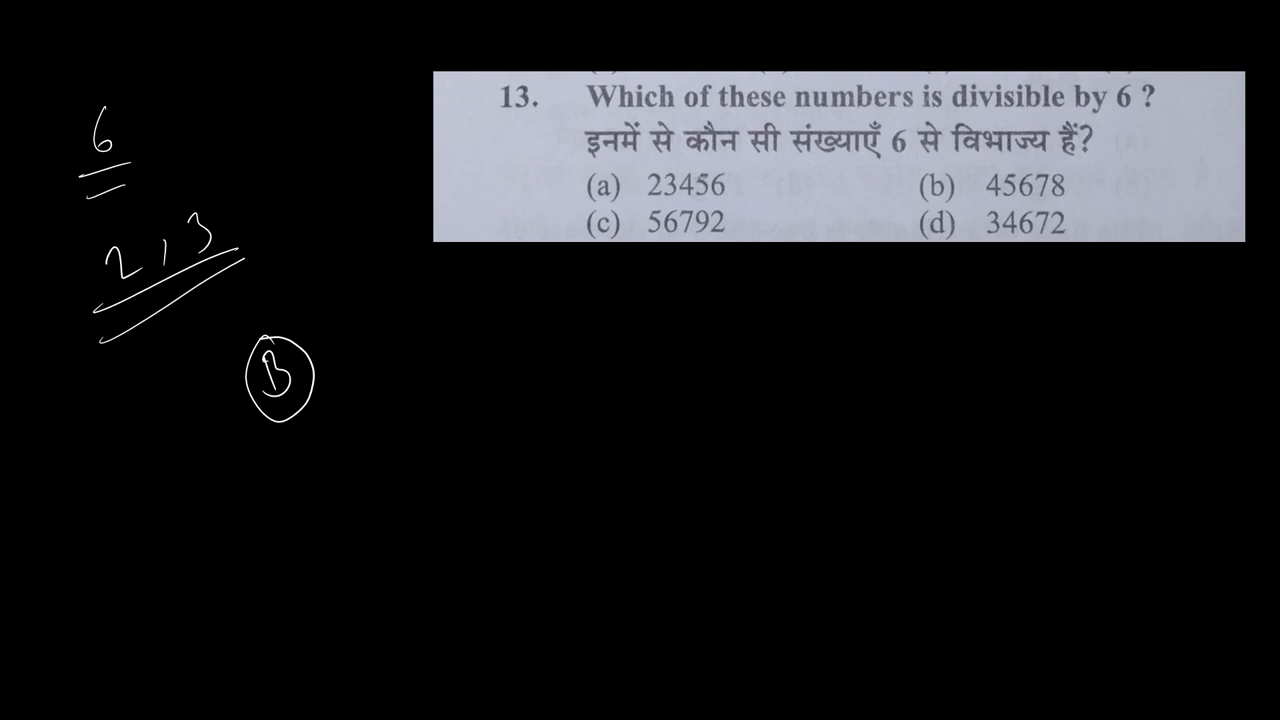 6
2, 3
B
13. Which of these numbers is divisible by 6 ?
इनमें से कौन सी संख्याएँ 6 से विभाज्य हैं?
(a) 23456 (b) 45678
(c) 56792 (d) 34672